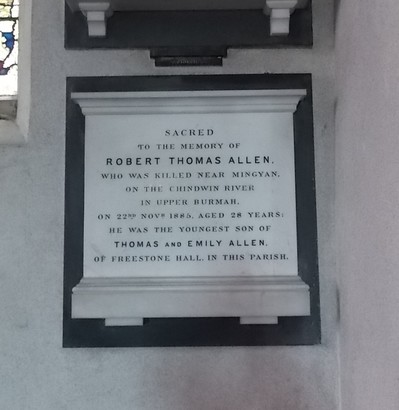 SACRED
TO THE MEMORY OF
ROBERT THOMAS ALLEN,
WHO WAS KILLED NEAR MINGYAN,
ON THE CHINDWIN RIVER
IN UPPER BURMAH,
ON 22ND NOVR 1885, AGED 28 YEARS:
HE WAS THE YOUNGEST SON OF
THOMAS AND EMILY ALLEN,
OF FREESTONE HALL, IN THIS PARISH.